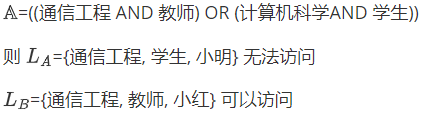 𝔸=((通信工程 AND 教师) OR (计算机科学AND 学生))
则 L_A={通信工程, 学生, 小明} 无法访问
L_B={通信工程, 教师, 小红} 可以访问